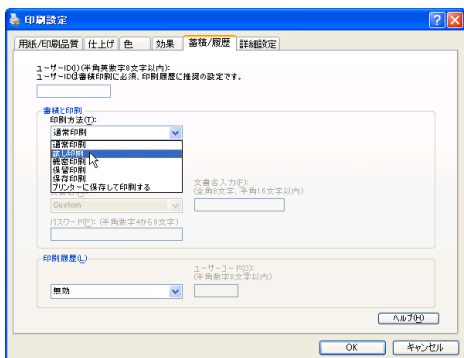 印刷設定
用紙/印刷品質 仕上げ 色 効果 蓄積/履歴 詳細設定
ユーザーID(I):(半角英数字8文字以内):
ユーザーIDは蓄積印刷に必須、印刷履歴に推奨の設定です。
蓄積と印刷
印刷方法(T):
通常印刷
通常印刷
試し印刷
機密印刷
保留印刷
保存印刷
プリンターに保存して印刷する
文書名入力(F):
(全角8文字、半角16文字以内)
Custom
パスワード(P): (半角数字4から8文字)
印刷履歴(L)
ユーザーコード(O):
(半角数字8文字以内)
無効
ヘルプ(H)
OK キャンセル